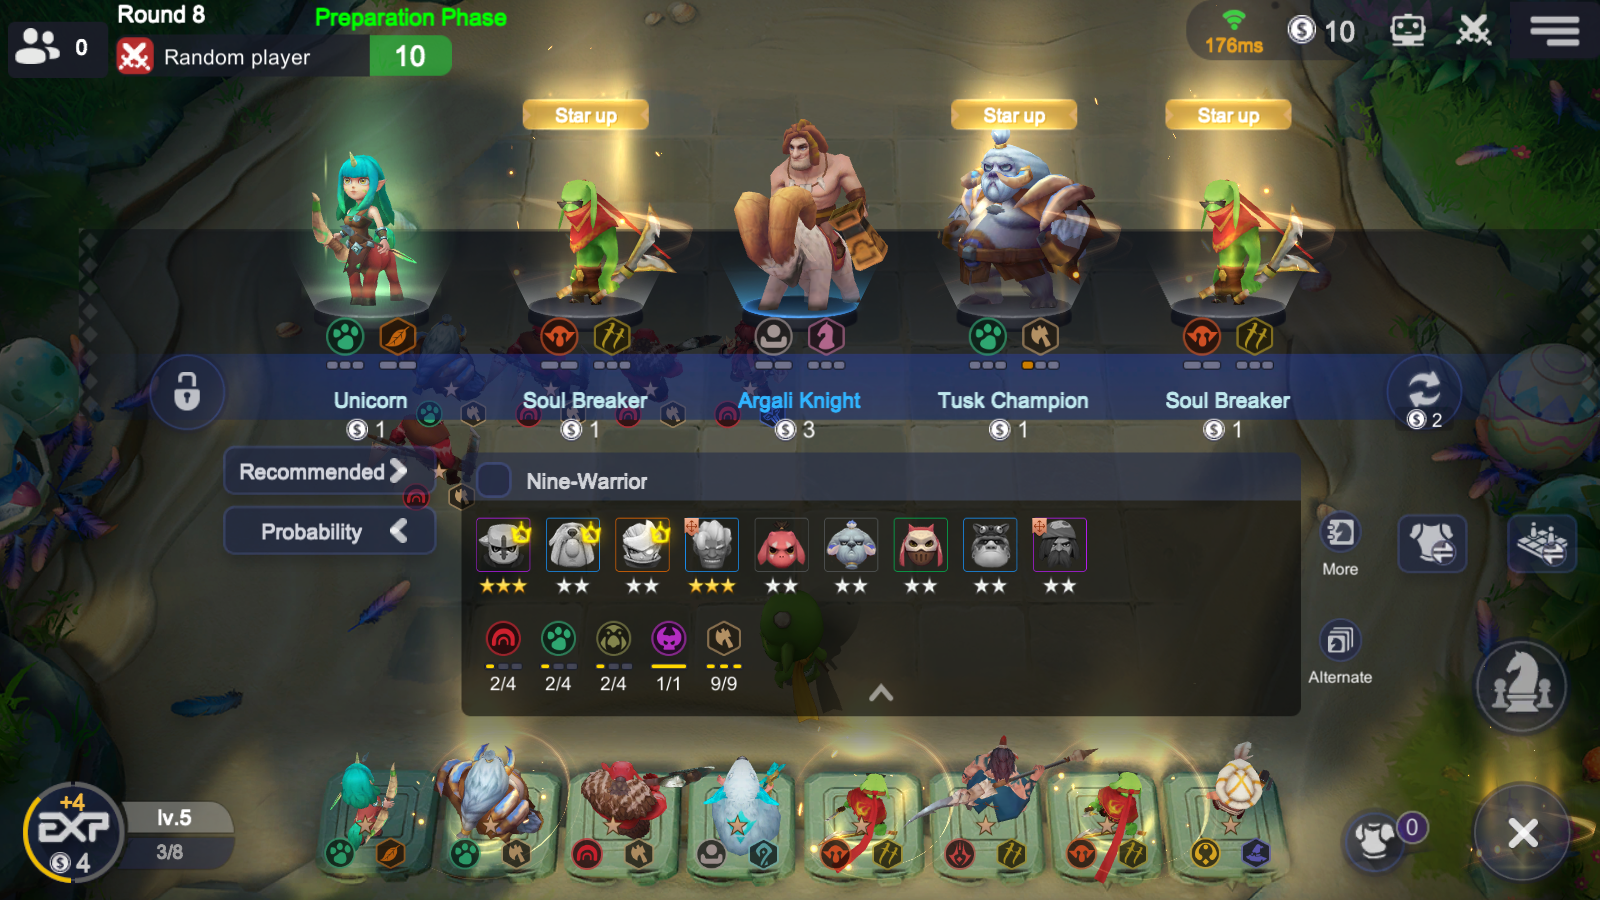 Round 8
Preparation Phase
0
Random player
10
176ms
10
Star up
Star up
Star up
Unicorn
Soul Breaker
Argali Knight
Tusk Champion
Soul Breaker
1
1
3
1
1
2
Recommended
Nine-Warrior
Probability
More
2/4
2/4
2/4
1/1
9/9
Alternate
+4
EXP
4
lv.5
3/8
0